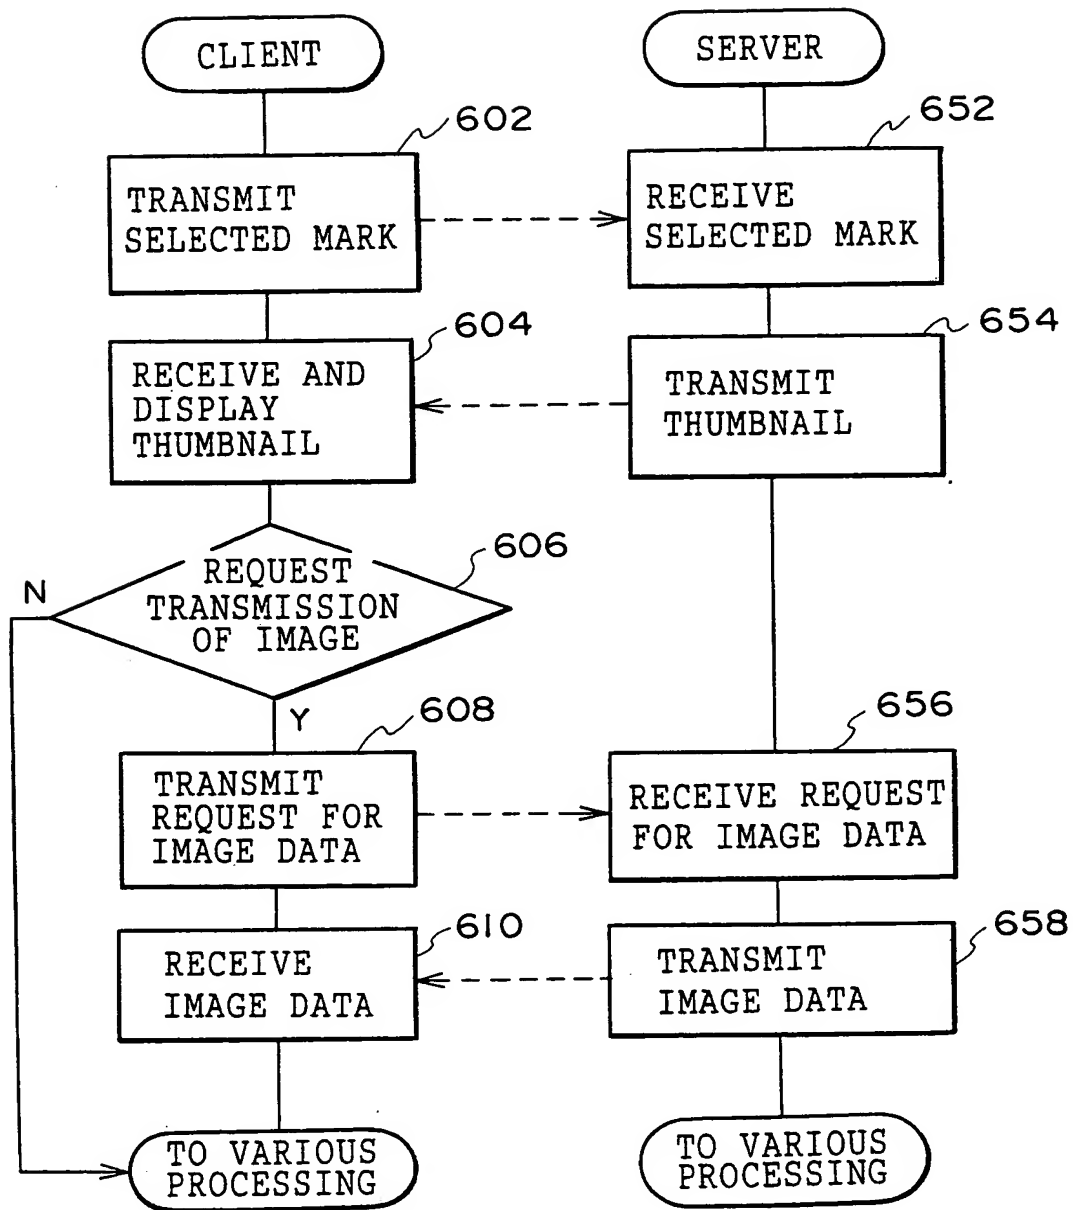 CLIENT
SERVER
602
652
TRANSMIT
SELECTED MARK
RECEIVE
SELECTED MARK
604
654
RECEIVE AND
DISPLAY
THUMBNAIL
TRANSMIT
THUMBNAIL
606
N
REQUEST
TRANSMISSION
OF IMAGE
Y
608
656
TRANSMIT
REQUEST FOR
IMAGE DATA
RECEIVE REQUEST
FOR IMAGE DATA
610
658
RECEIVE
IMAGE DATA
TRANSMIT
IMAGE DATA
TO VARIOUS
PROCESSING
TO VARIOUS
PROCESSING